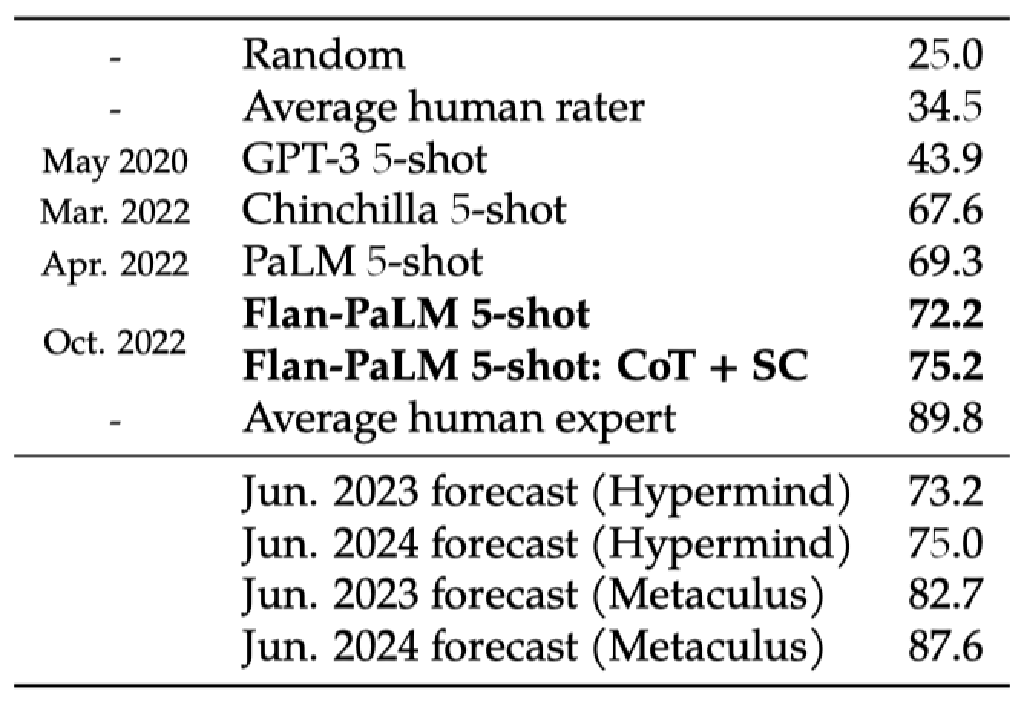 - Random 25.0
- Average human rater 34.5
May 2020 GPT-3 5-shot 43.9
Mar. 2022 Chinchilla 5-shot 67.6
Apr. 2022 PaLM 5-shot 69.3
Oct. 2022
Flan-PaLM 5-shot 72.2
Flan-PaLM 5-shot: CoT + SC 75.2
- Average human expert 89.8
Jun. 2023 forecast (Hypermind) 73.2
Jun. 2024 forecast (Hypermind) 75.0
Jun. 2023 forecast (Metaculus) 82.7
Jun. 2024 forecast (Metaculus) 87.6